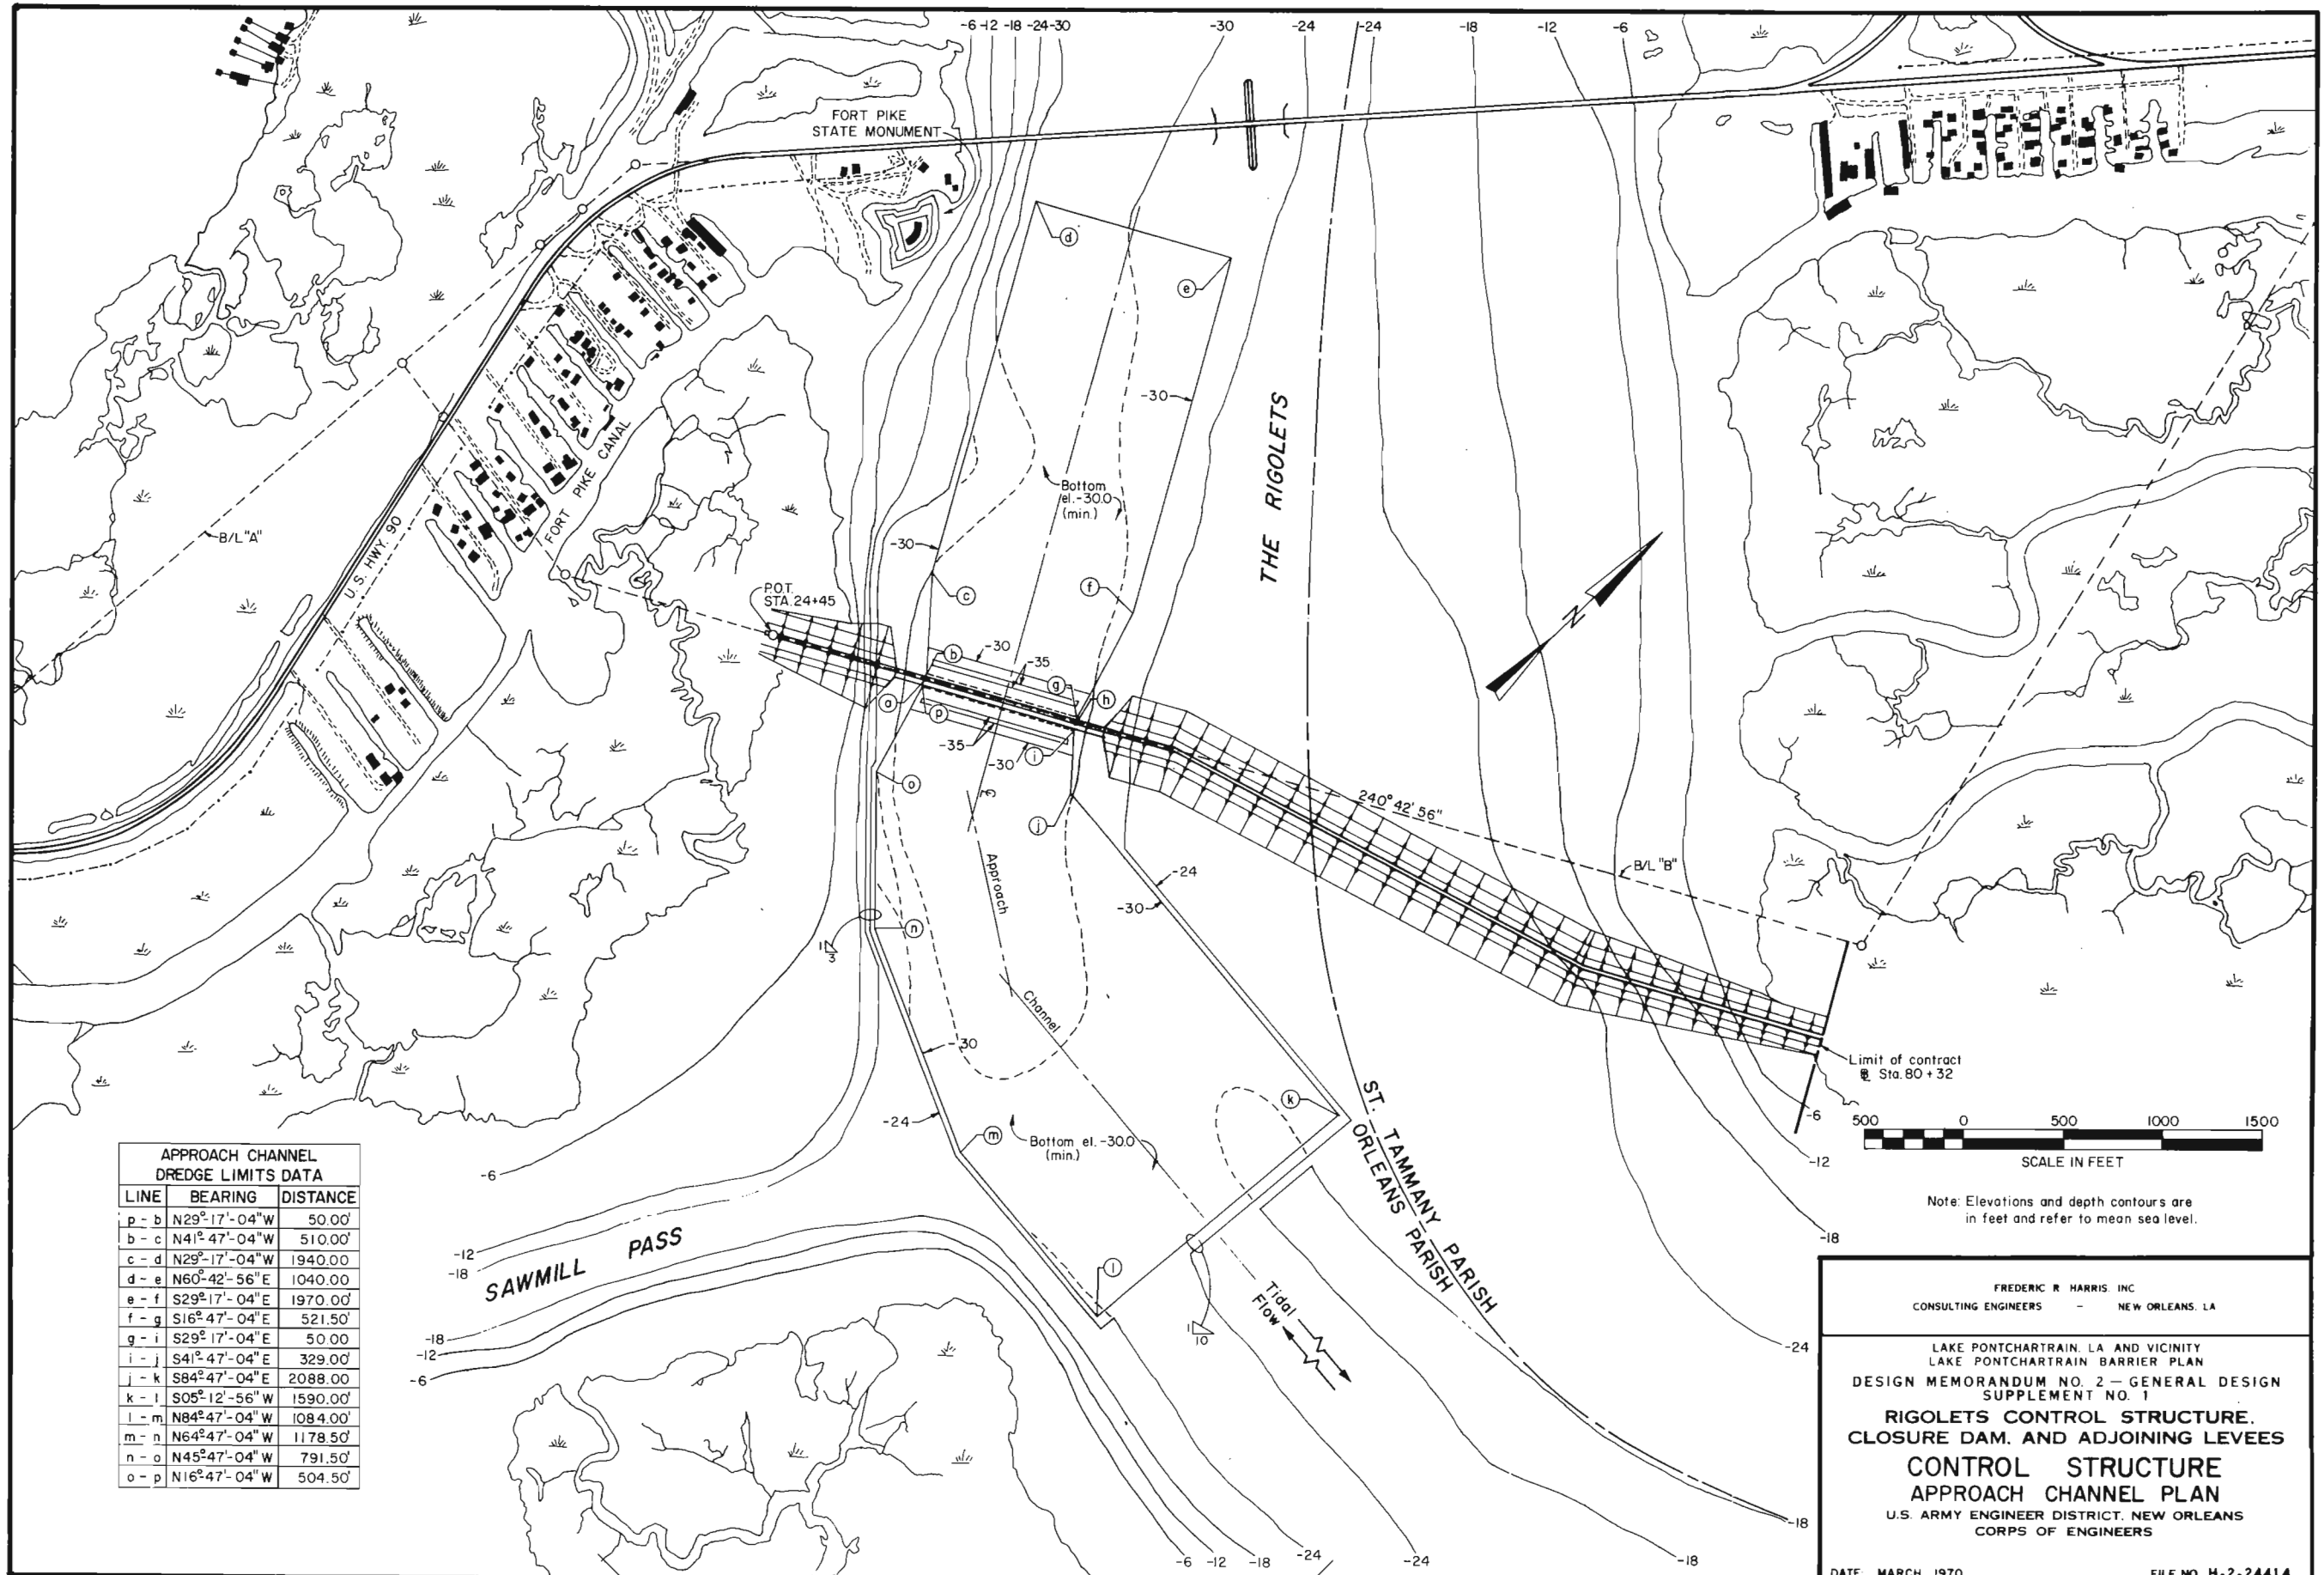 -6 -12 -18 -24 -30 -30 -24 -24 -18 -12 -6
FORT PIKE
STATE MONUMENT
d
e
-30
Bottom
el.-30.0
(min.)
THE RIGOLETS
FORT PIKE CANAL
U.S. HWY. 90
B/L "A"
-30
c
f
P.O.T.
STA. 24+45
N
b
-30
-35
g
h
a
p
-35
-30
i
o
j
240° 42' 56"
B/L "B"
Approach
-24
-30
n
1
3
Channel
-30
-24
m
Bottom el. -30.0
(min.)
k
Limit of contract
B Sta. 80 + 32
-6
-12
-18
-24
-18
500 0 500 1000 1500
SCALE IN FEET
Note: Elevations and depth contours are
in feet and refer to mean sea level.
ST. TAMMANY PARISH
ORLEANS PARISH
-6
-12
-18
SAWMILL PASS
-18
-12
-6
l
1
10
Tidal
Flow
-6 -12 -18 -24 -24 -18
APPROACH CHANNEL
DREDGE LIMITS DATA
LINE BEARING DISTANCE
p - b N29°-17'-04"W 50.00'
b - c N41°-47'-04"W 510.00'
c - d N29°-17'-04"W 1940.00
d - e N60°-42'-56"E 1040.00
e - f S29°-17'-04"E 1970.00'
f - g S16°-47'-04"E 521.50'
g - i S29°-17'-04"E 50.00
i - j S41°-47'-04"E 329.00'
j - k S84°-47'-04"E 2088.00
k - l S05°-12'-56"W 1590.00'
l - m N84°-47'-04"W 1084.00'
m - n N64°-47'-04"W 1178.50'
n - o N45°-47'-04"W 791.50'
o - p N16°-47'-04"W 504.50'
FREDERIC R HARRIS INC
CONSULTING ENGINEERS - NEW ORLEANS, LA
LAKE PONTCHARTRAIN, LA AND VICINITY
LAKE PONTCHARTRAIN BARRIER PLAN
DESIGN MEMORANDUM NO. 2 — GENERAL DESIGN
SUPPLEMENT NO. 1
RIGOLETS CONTROL STRUCTURE,
CLOSURE DAM, AND ADJOINING LEVEES
CONTROL STRUCTURE
APPROACH CHANNEL PLAN
U.S. ARMY ENGINEER DISTRICT, NEW ORLEANS
CORPS OF ENGINEERS
DATE: MARCH 1970 FILE NO. H-2-24414